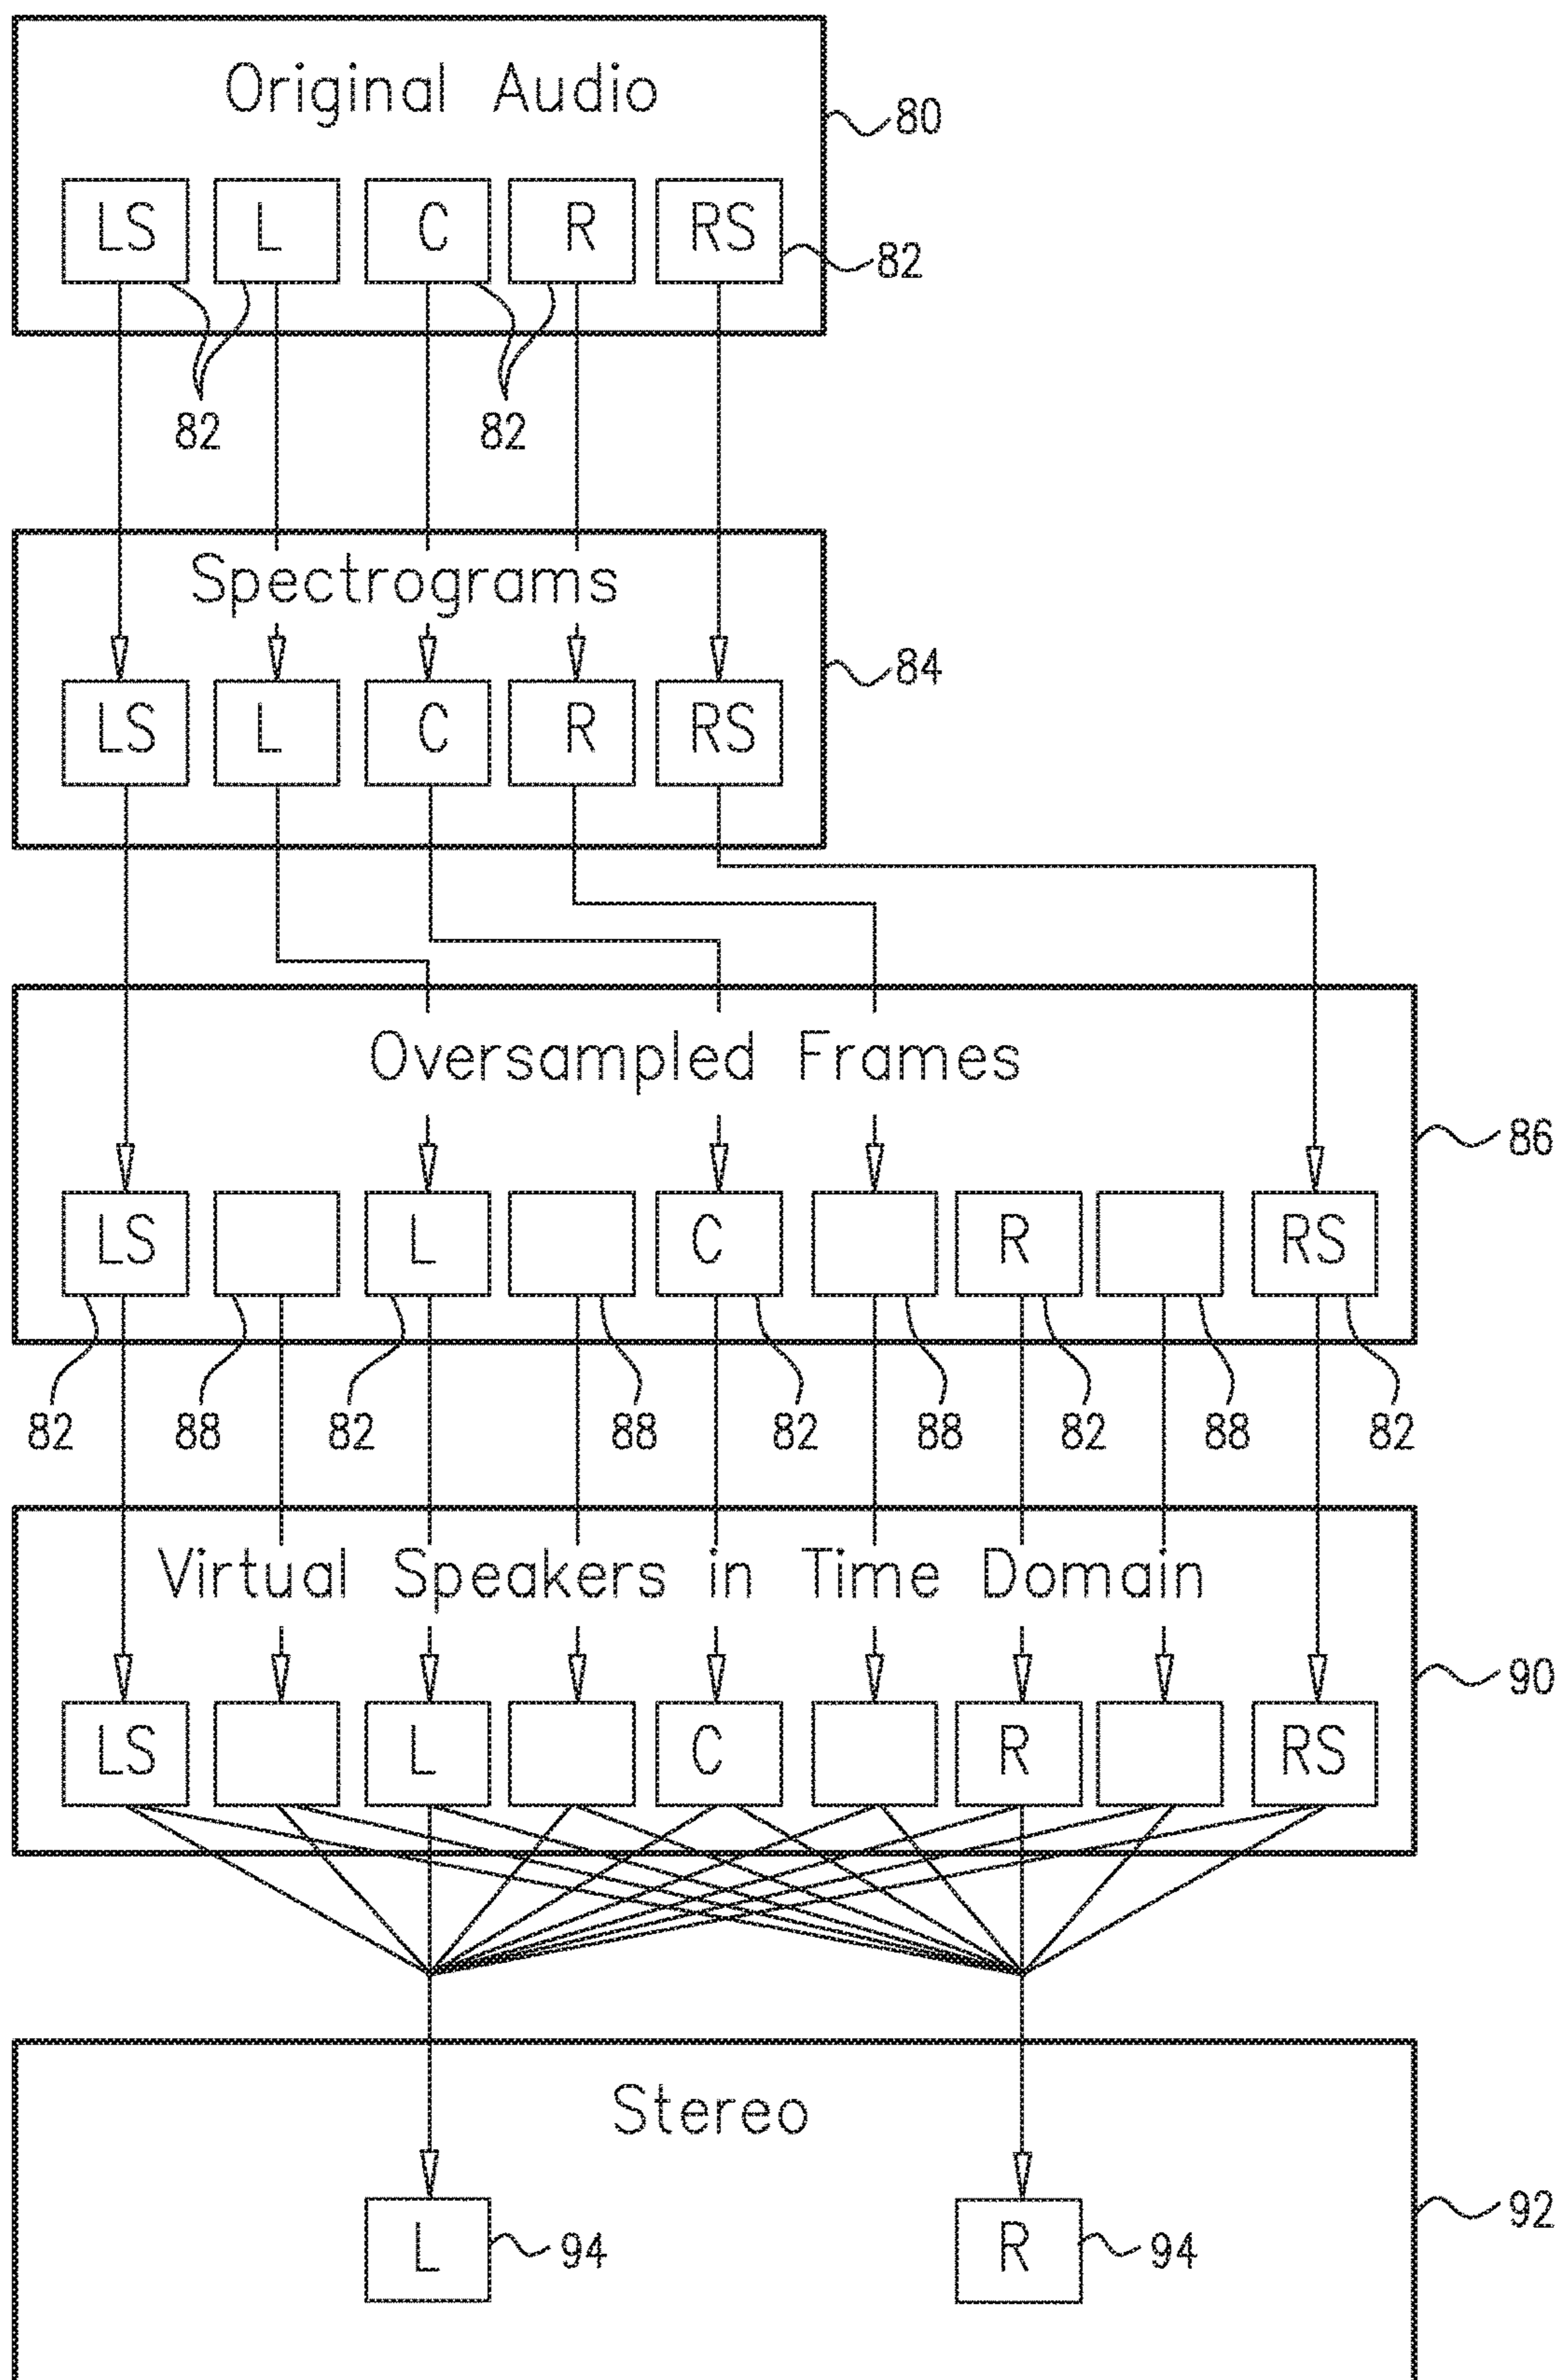 Original Audio
80
LS L C R RS
82
82 82
Spectrograms
84
LS L C R RS
Oversampled Frames
86
LS L C R RS
82 88 82 88 82 88 82 88 82
Virtual Speakers in Time Domain
90
LS L C R RS
Stereo
92
L 94 R 94